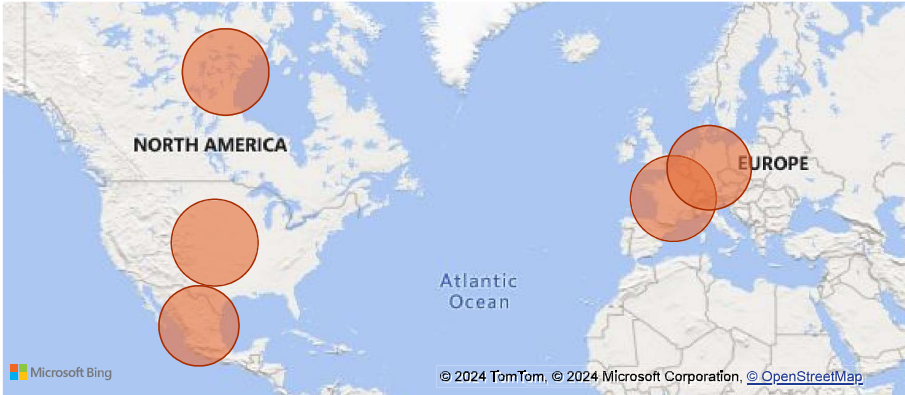 NORTH AMERICA
EUROPE
Atlantic
Ocean
Microsoft Bing
© 2024 TomTom, © 2024 Microsoft Corporation, © OpenStreetMap